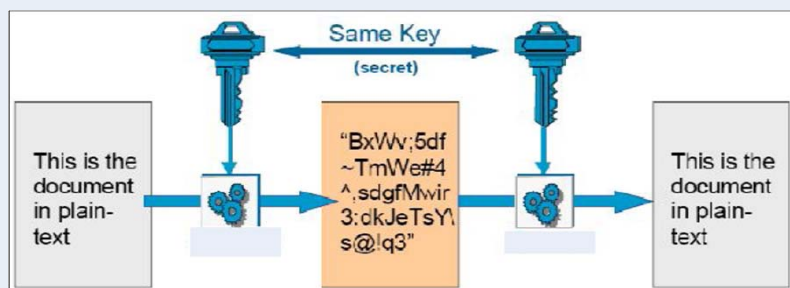 Same Key
(secret)
This is the
document
in plain-
text
“BxWv;5df
~TmWe#4
^,sdgfMwir
3:dkJeTsY\
s@!q3”
This is the
document
in plain-
text